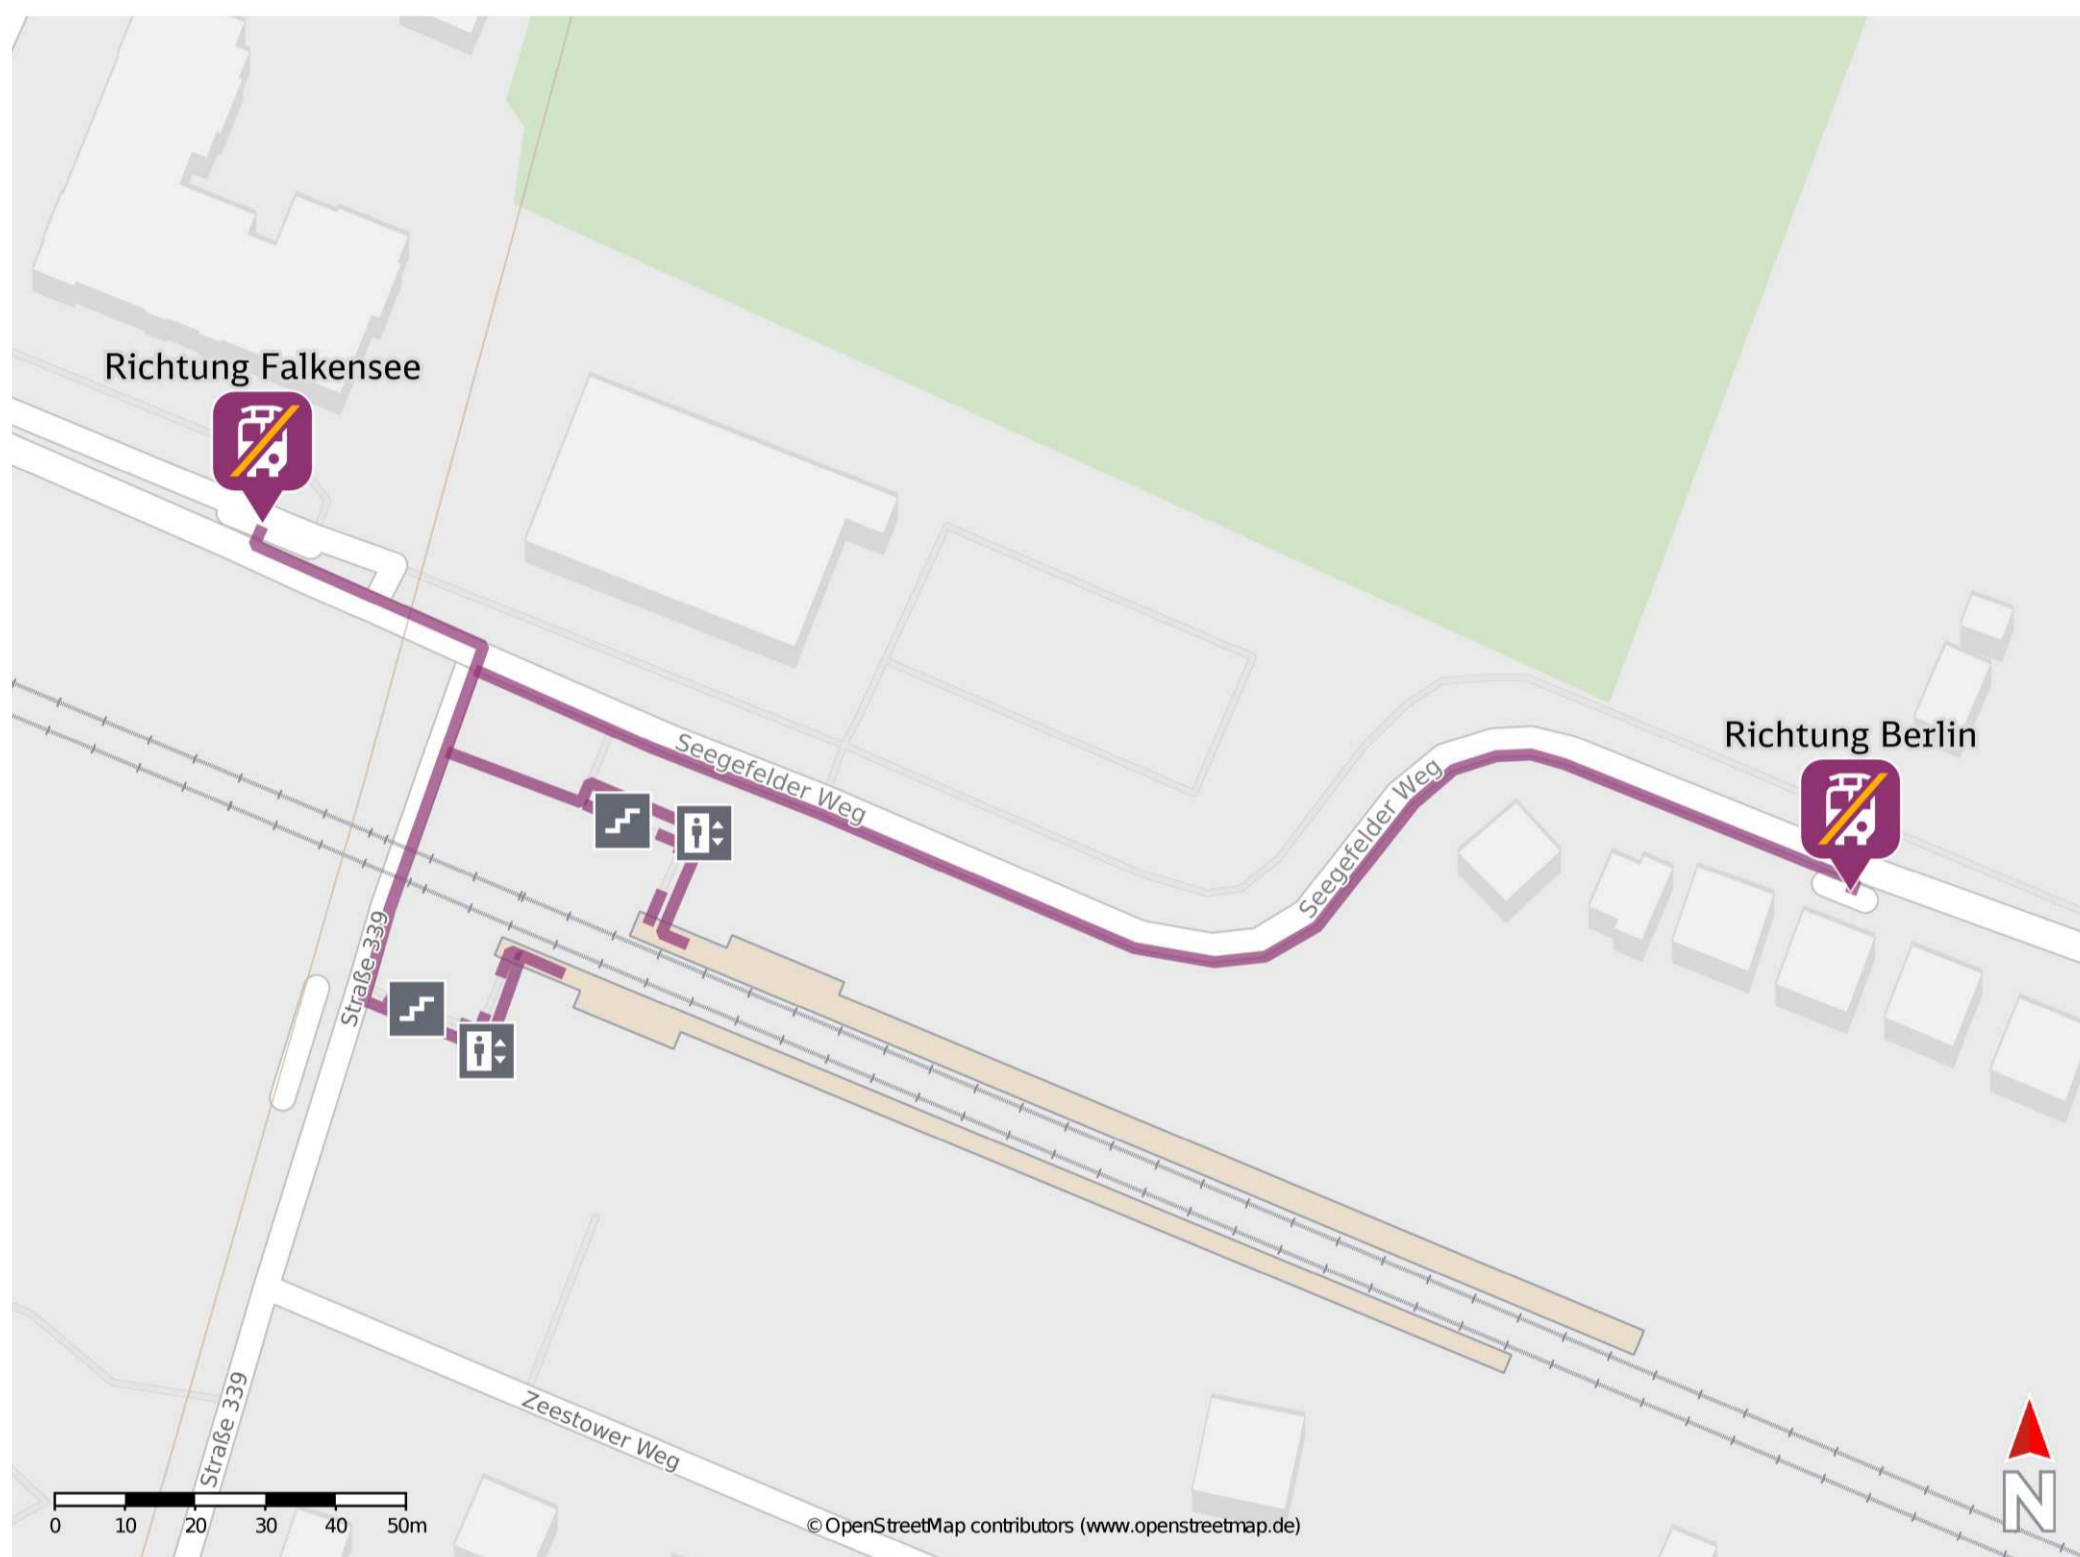 Richtung Falkensee
Richtung Berlin
Seegefelder Weg
Seegefelder Weg
Straße 339
Straße 339
Zeestower Weg
0 10 20 30 40 50m
© OpenStreetMap contributors (www.openstreetmap.de)
N